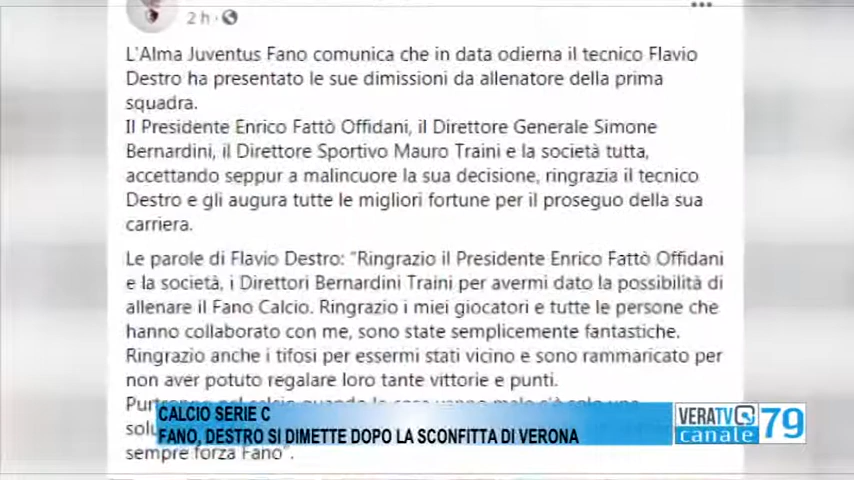 2 h
L'Alma Juventus Fano comunica che in data odierna il tecnico Flavio
Destro ha presentato le sue dimissioni da allenatore della prima
squadra.
Il Presidente Enrico Fattò Offidani, il Direttore Generale Simone
Bernardini, il Direttore Sportivo Mauro Traini e la società tutta,
accettando seppur a malincuore la sua decisione, ringrazia il tecnico
Destro e gli augura tutte le migliori fortune per il proseguo della sua
carriera.
Le parole di Flavio Destro: "Ringrazio il Presidente Enrico Fattò Offidani
e la società, i Direttori Bernardini Traini per avermi dato la possibilità di
allenare il Fano Calcio. Ringrazio i miei giocatori e tutte le persone che
hanno collaborato con me, sono state semplicemente fantastiche.
Ringrazio anche i tifosi per essermi stati vicino e sono rammaricato per
non aver potuto regalare loro tante vittorie e punti.
sempre forza Fano".
CALCIO SERIE C
FANO, DESTRO SI DIMETTE DOPO LA SCONFITTA DI VERONA
VERATV
canale 79